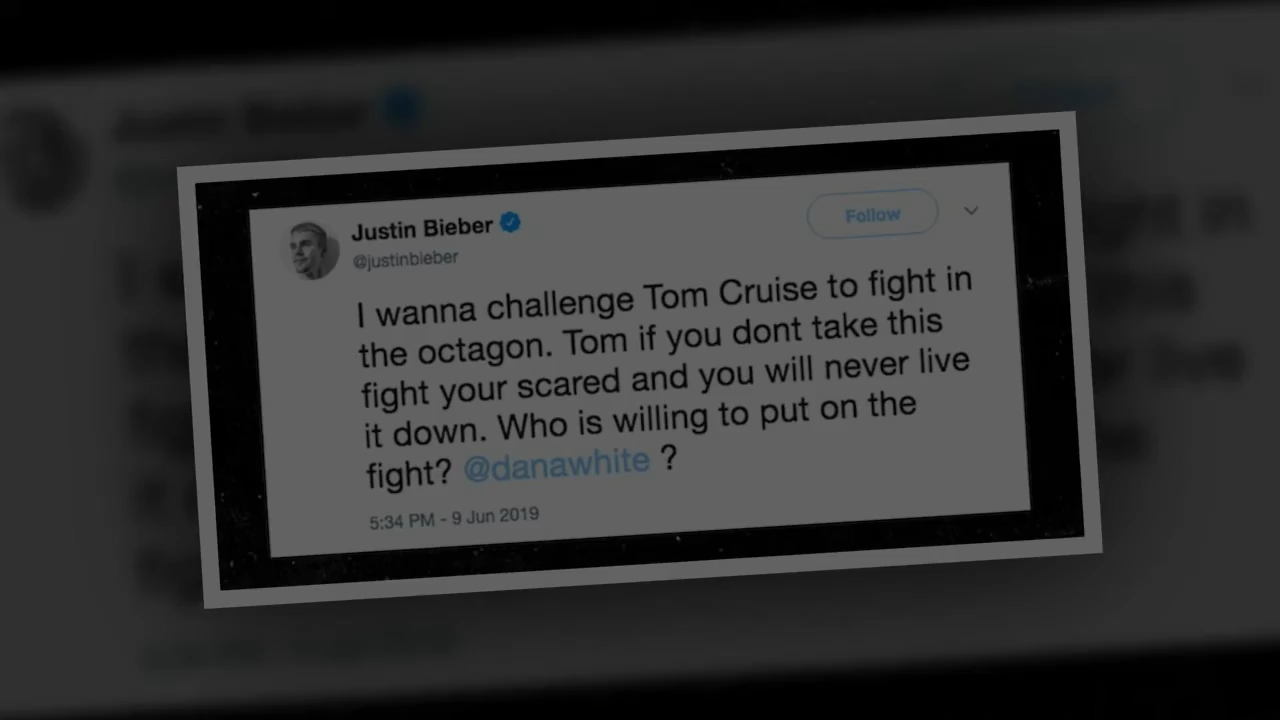 Justin Bieber
Follow
@justinbieber
I wanna challenge Tom Cruise to fight in
the octagon. Tom if you dont take this
fight your scared and you will never live
it down. Who is willing to put on the
fight? @danawhite ?
5:34 PM - 9 Jun 2019